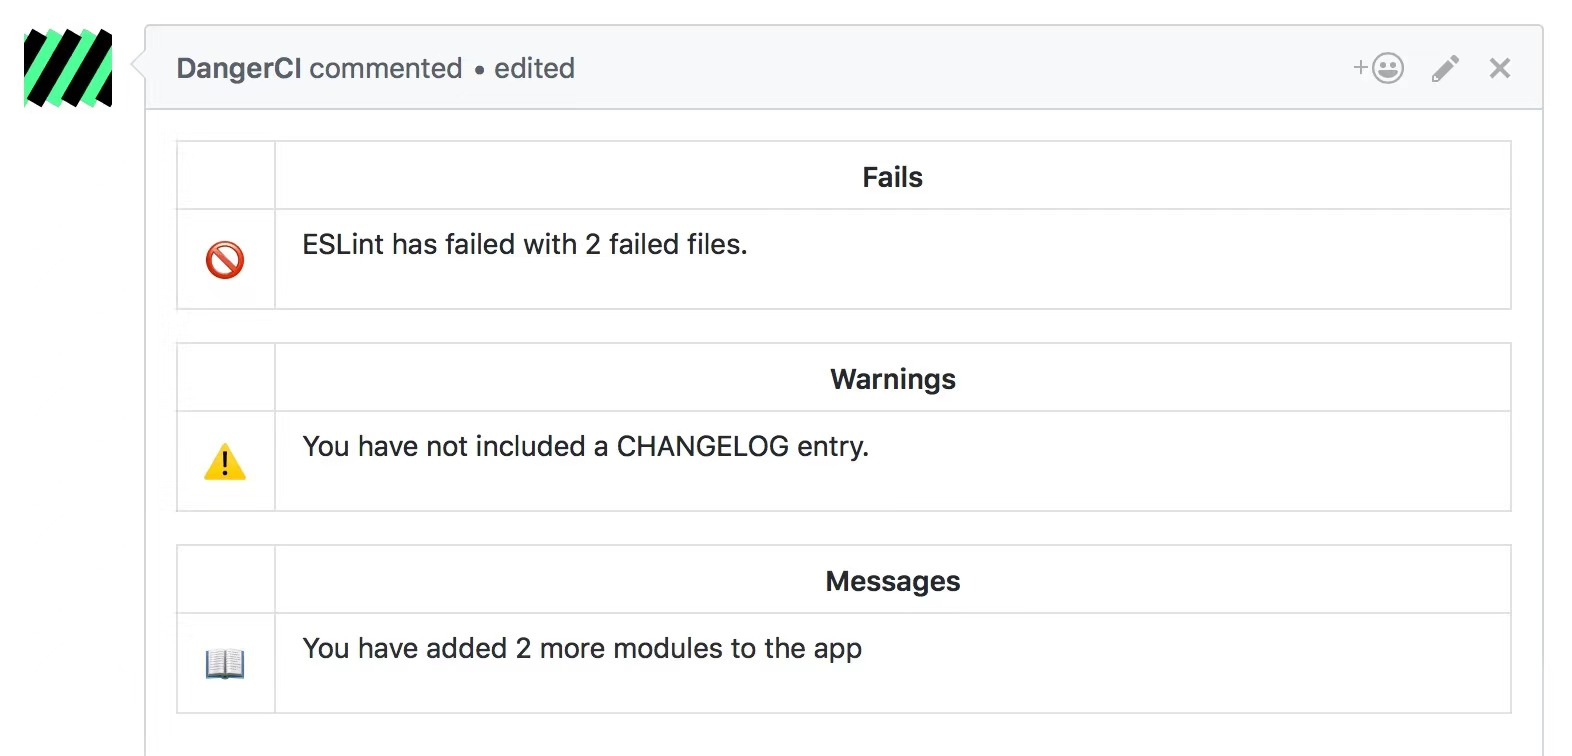 DangerCI commented • edited
Fails
ESLint has failed with 2 failed files.
Warnings
You have not included a CHANGELOG entry.
Messages
You have added 2 more modules to the app